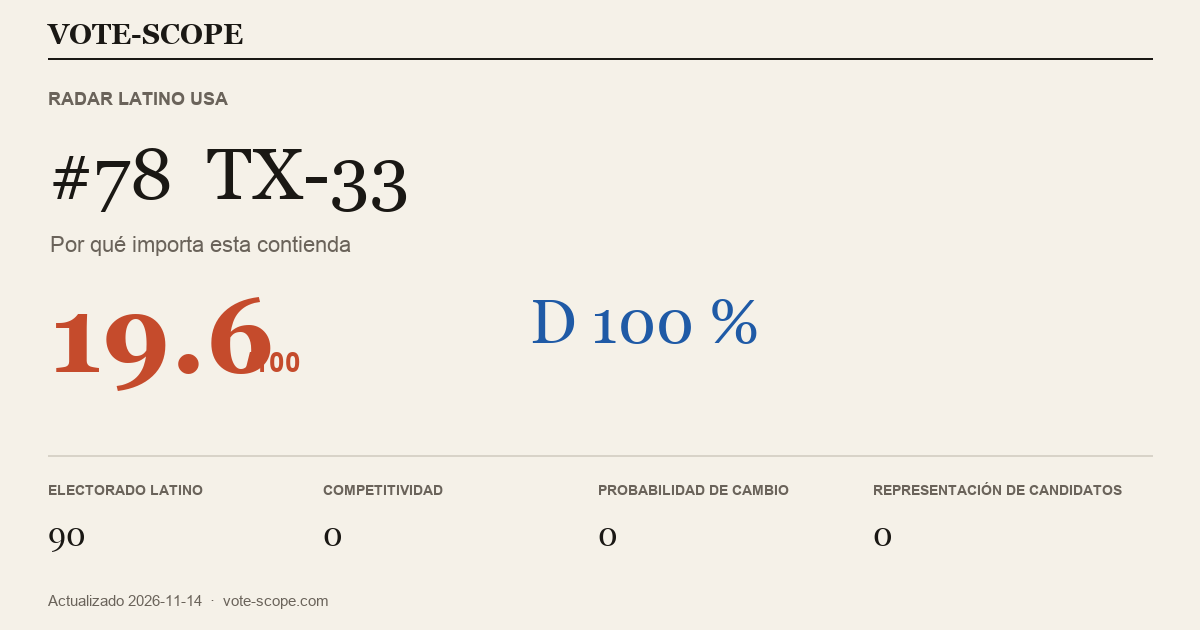 VOTE-SCOPE
RADAR LATINO USA
#78 TX-33
Por qué importa esta contienda
19.6 /100
D 100 %
ELECTORADO LATINO
COMPETITIVIDAD
PROBABILIDAD DE CAMBIO
REPRESENTACIÓN DE CANDIDATOS
90
0
0
0
Actualizado 2026-11-14 · vote-scope.com